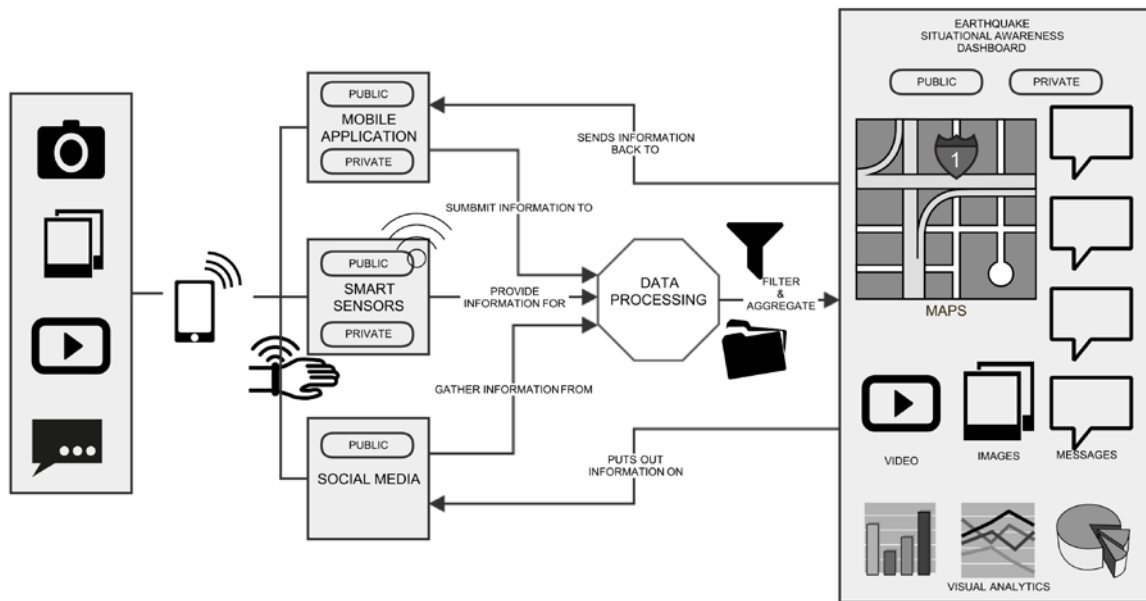 EARTHQUAKE
SITUATIONAL AWARENESS
DASHBOARD
PUBLIC
PRIVATE
PUBLIC
MOBILE
APPLICATION
PRIVATE
SENDS INFORMATION
BACK TO
1
SUMBMIT INFORMATION TO
PUBLIC
SMART
SENSORS
PRIVATE
PROVIDE
INFORMATION FOR
DATA
PROCESSING
FILTER
&
AGGREGATE
MAPS
GATHER INFORMATION FROM
PUBLIC
SOCIAL MEDIA
PUTS OUT
INFORMATION ON
VIDEO
IMAGES
MESSAGES
VISUAL ANALYTICS